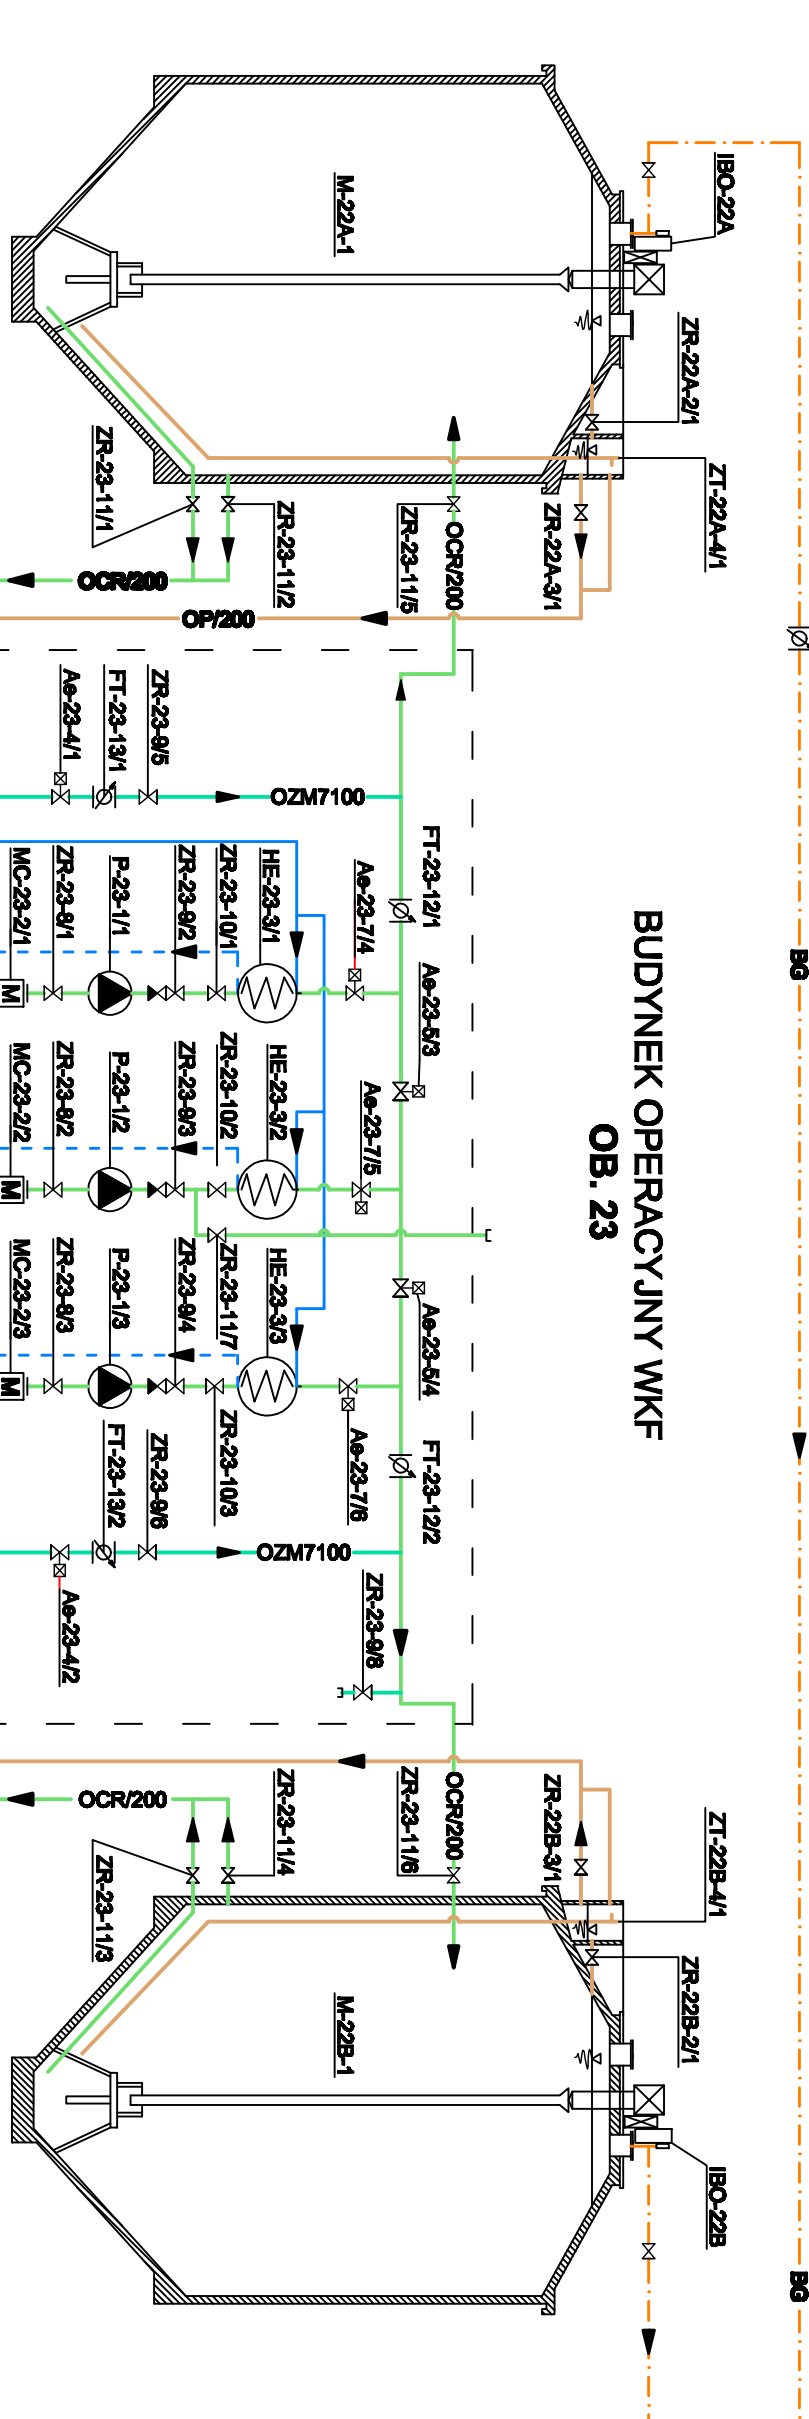 BG
BG
IBO-22A
ZR-22A-2/1
ZT-22A-4/1
M-22A-1
ZR-23-11/1
ZR-23-11/2
ZR-23-11/5
OCR/200
ZR-22A-3/1
OCR/200
OP/200
BUDYNEK OPERACYJNY WKF
OB. 23
Ae-23-4/1
FT-23-13/1
ZR-23-9/5
OZM7100
FT-23-12/1
MC-23-2/1
ZR-23-8/1
P-23-1/1
ZR-23-9/2
ZR-23-10/1
HE-23-3/1
Ae-23-7/4
Ae-23-5/3
M
MC-23-2/2
ZR-23-8/2
P-23-1/2
ZR-23-9/3
ZR-23-10/2
HE-23-3/2
Ae-23-7/5
M
ZR-23-11/7
MC-23-2/3
ZR-23-8/3
P-23-1/3
ZR-23-9/4
HE-23-3/3
Ae-23-5/4
M
ZR-23-10/3
Ae-23-7/6
FT-23-12/2
FT-23-13/2
ZR-23-9/6
OZM7100
Ae-23-4/2
ZR-23-9/8
OCR/200
ZR-23-11/4
ZR-23-11/6
OCR/200
ZR-22B-3/1
ZT-22B-4/1
ZR-23-11/3
M-22B-1
ZR-22B-2/1
IBO-22B